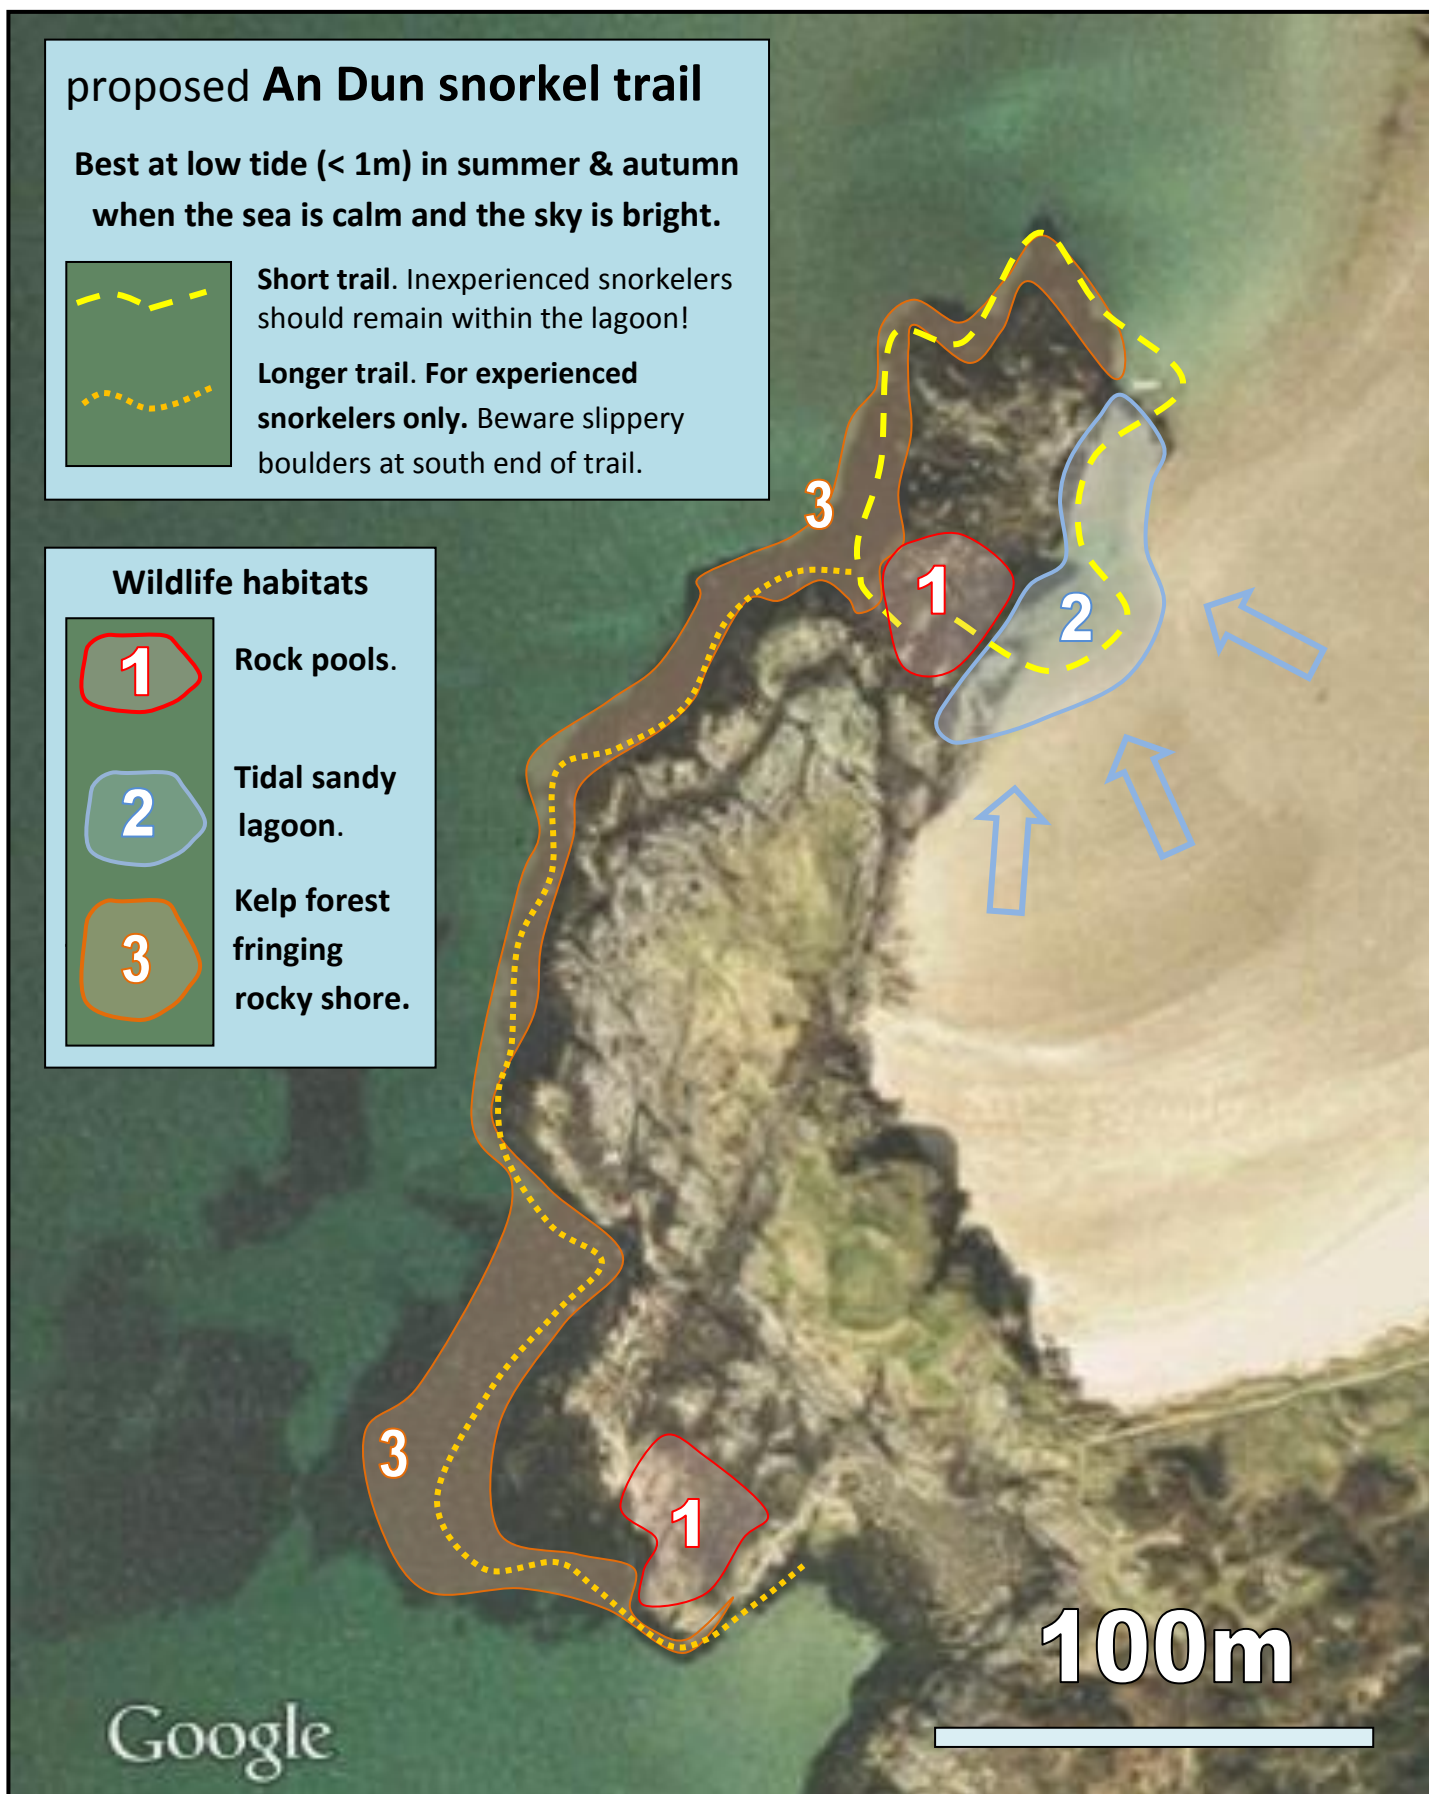 proposed An Dun snorkel trail
Best at low tide (< 1m) in summer & autumn
when the sea is calm and the sky is bright.
Short trail. Inexperienced snorkelers
should remain within the lagoon!
Longer trail. For experienced
snorkelers only. Beware slippery
boulders at south end of trail.
Wildlife habitats
1 Rock pools.
2 Tidal sandy
lagoon.
3 Kelp forest
fringing
rocky shore.
3
1
2
3
1
100m
Google